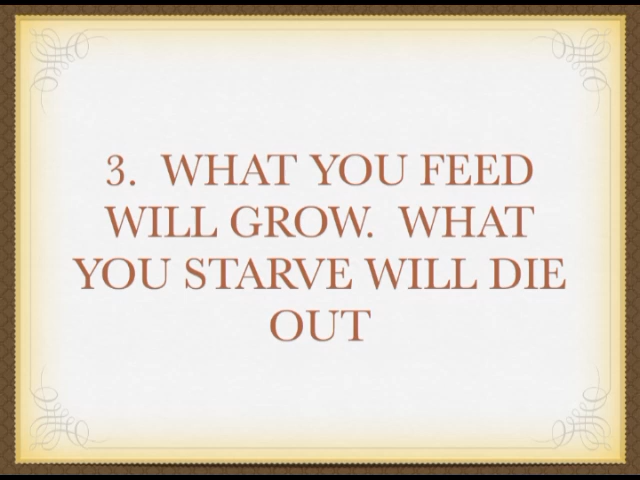 3.  WHAT YOU FEED
WILL GROW.  WHAT
YOU STARVE WILL DIE
OUT